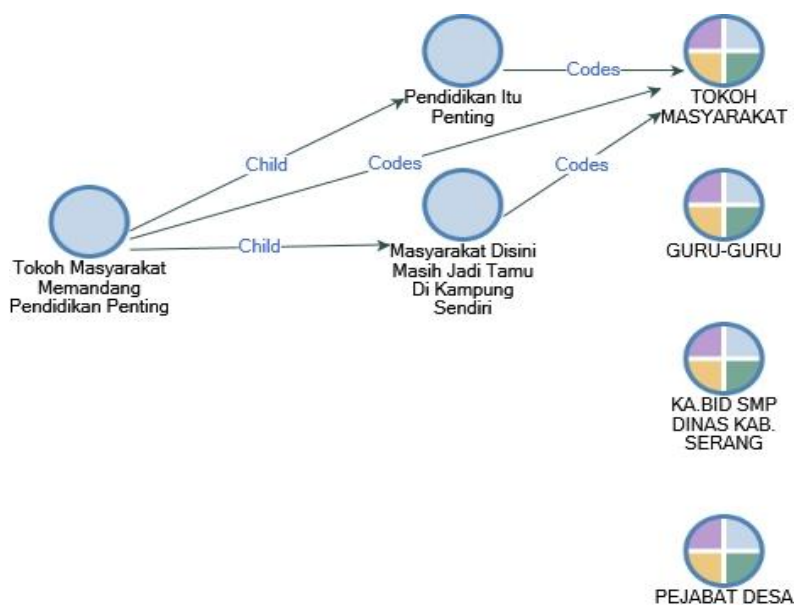 Codes
Pendidikan Itu
Penting
TOKOH
MASYARAKAT
Child
Codes
Codes
Tokoh Masyarakat
Memandang
Pendidikan Penting
Child
Masyarakat Disini
Masih Jadi Tamu
Di Kampung
Sendiri
GURU-GURU
KA.BID SMP
DINAS KAB.
SERANG
PEJABAT DESA